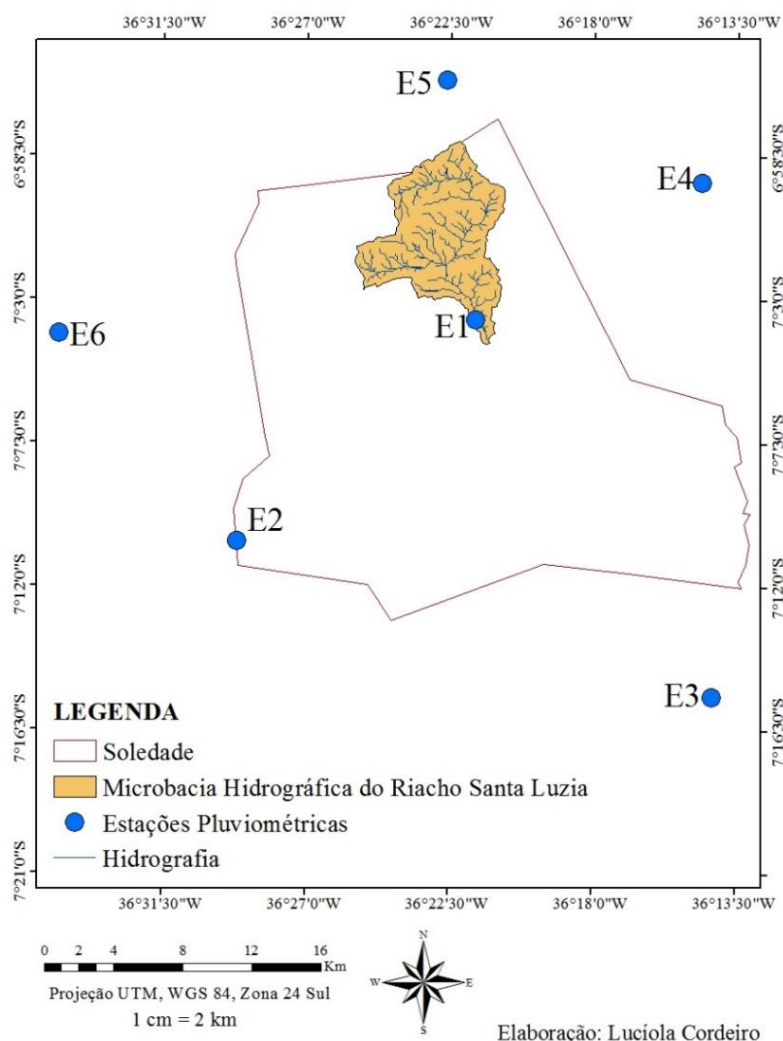 36°31'30"W 36°27'0"W 36°22'30"W 36°18'0"W 36°13'30"W
E5
6°58'30"S 6°58'30"S
E4
7°3'0"S 7°3'0"S
E1
E6
7°7'30"S 7°7'30"S
E2
7°12'0"S 7°12'0"S
E3
7°16'30"S 7°16'30"S
LEGENDA
Soledade
Microbacia Hidrográfica do Riacho Santa Luzia
Estações Pluviométricas
Hidrografia
7°21'0"S
36°31'30"W 36°27'0"W 36°22'30"W 36°18'0"W 36°13'30"W
0 2 4 8 12 16
Km
Projeção UTM, WGS 84, Zona 24 Sul
1 cm = 2 km
N
W E
S
Elaboração: Lucíola Cordeiro